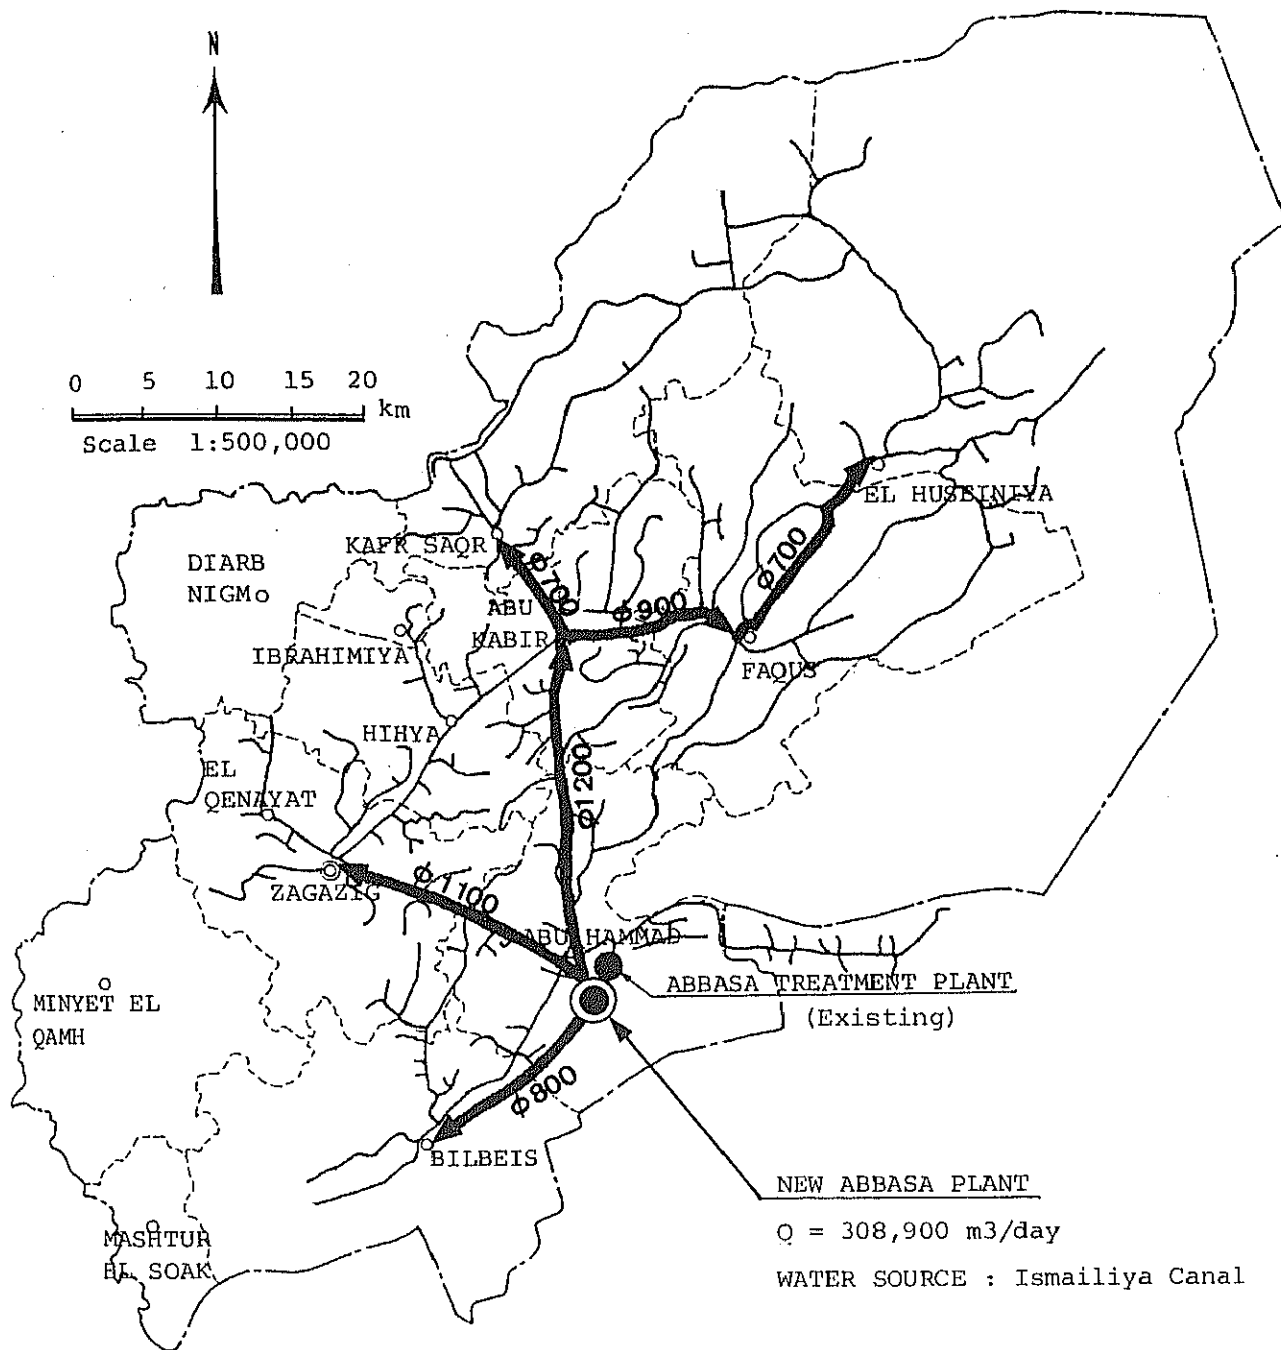 N
0 5 10 15 20
km
Scale 1:500,000
EL HUSEINIYA
KAFR SAQR
φ700
φ700
DIARB
NIGM
ABU
KABIR
φ900
IBRAHIMIYA
FAQUS
HIHYA
EL
QENAYAT
φ1200
ZAGAZIG
φ1100
ABU HAMMAD
ABBASA TREATMENT PLANT
(Existing)
MINYET EL
QAMH
φ800
BILBEIS
NEW ABBASA PLANT
Q = 308,900 m3/day
WATER SOURCE : Ismailiya Canal
MASHTUR
EL SOAK